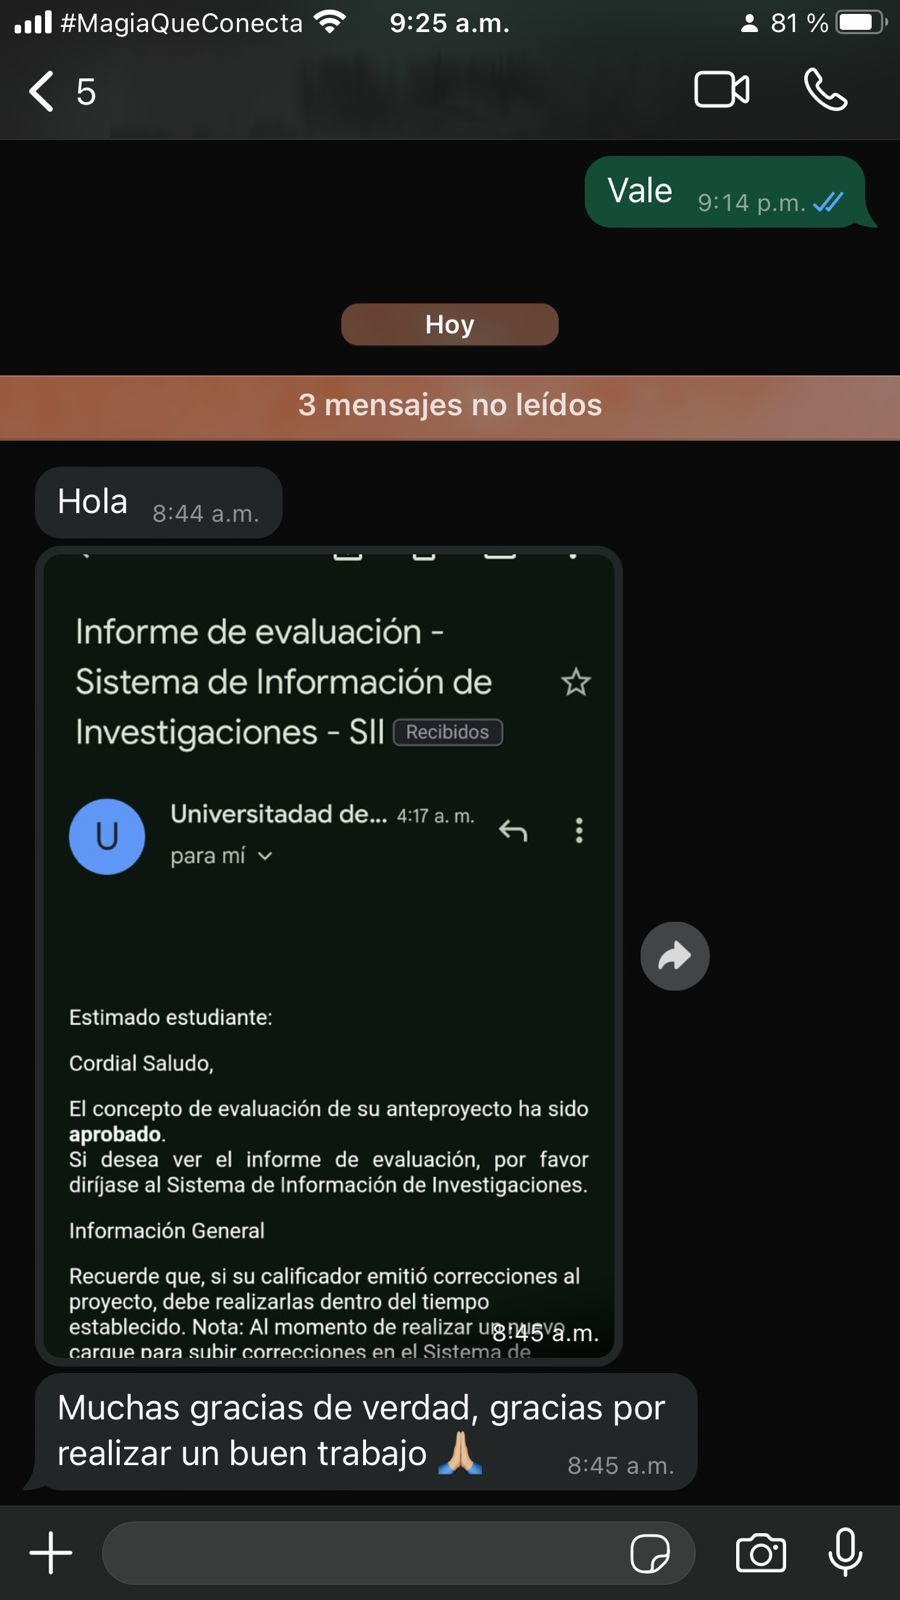 #MagiaQueConecta 9:25 a.m. 81 %
5
Vale 9:14 p.m.
Hoy
3 mensajes no leídos
Hola 8:44 a.m.
Informe de evaluación -
Sistema de Información de
Investigaciones - SII Recibidos
U
Universitadad de... 4:17 a. m.
para mí
Estimado estudiante:
Cordial Saludo,
El concepto de evaluación de su anteproyecto ha sido
aprobado.
Si desea ver el informe de evaluación, por favor
diríjase al Sistema de Información de Investigaciones.
Información General
Recuerde que, si su calificador emitió correcciones al
proyecto, debe realizarlas dentro del tiempo
establecido. Nota: Al momento de realizar un nuevo
8:45 a.m.
cargue para subir correcciones en el Sistema de
Muchas gracias de verdad, gracias por
realizar un buen trabajo 🙏🏼 8:45 a.m.